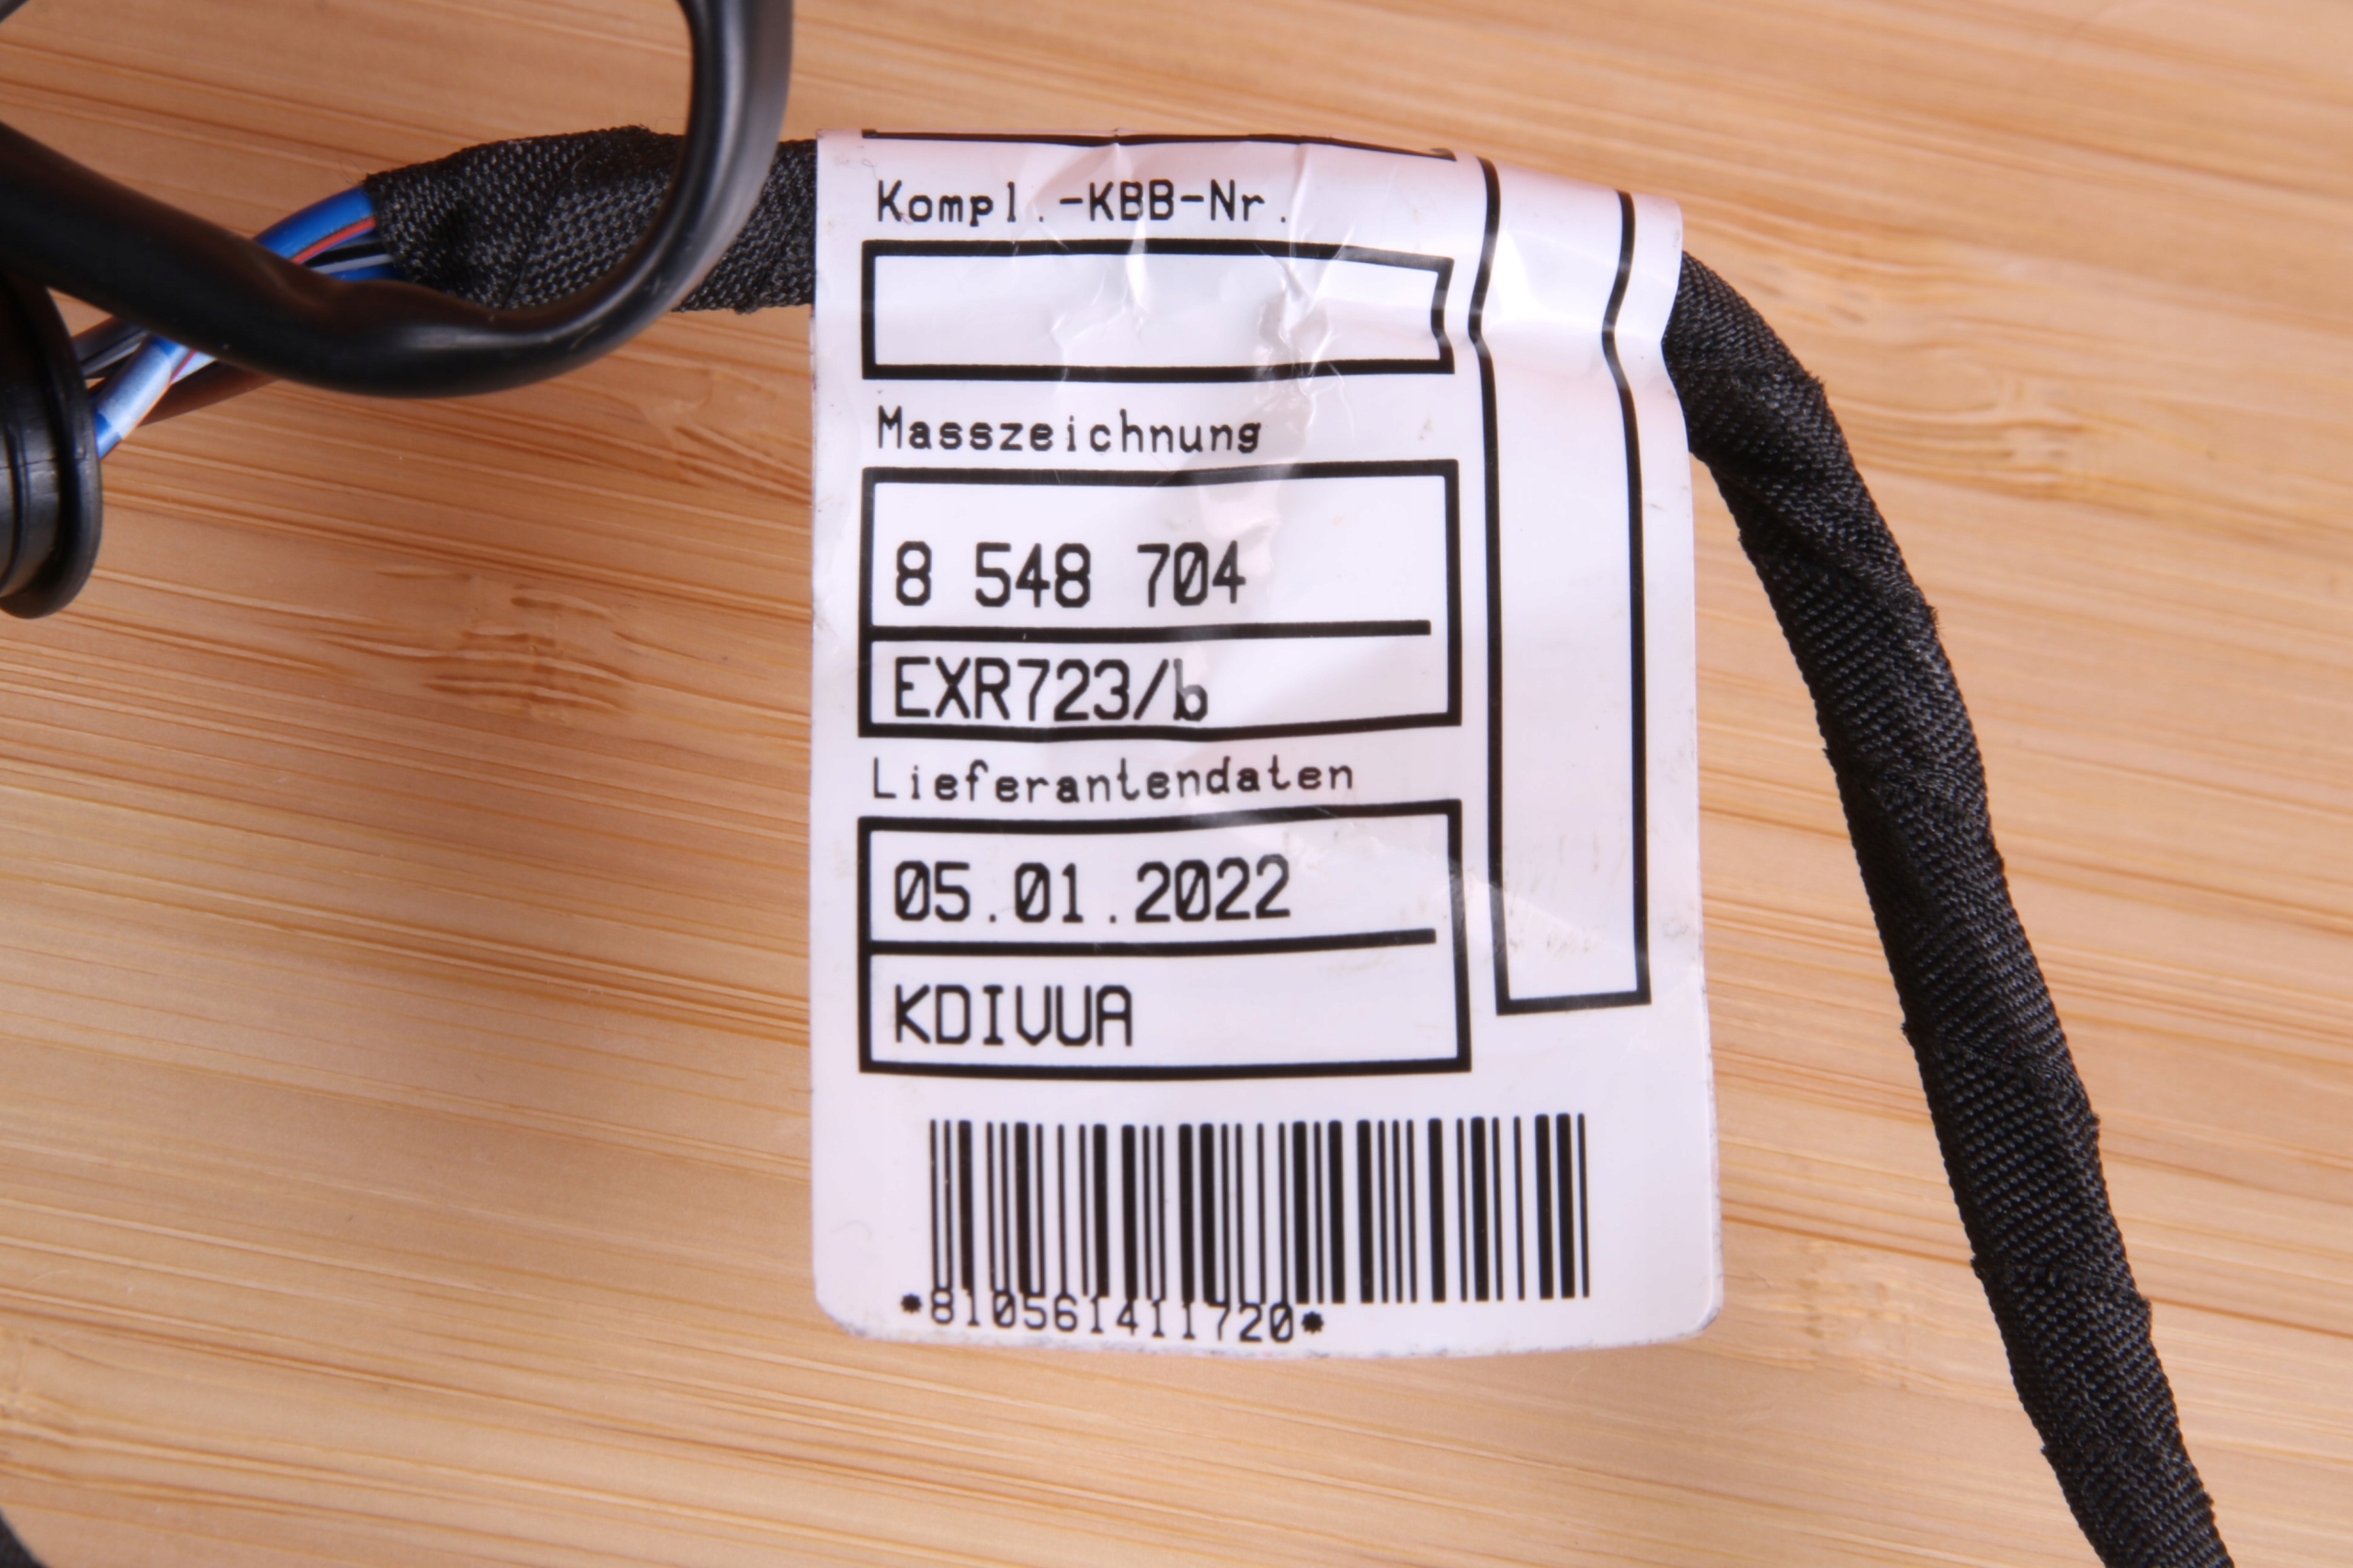 Kompl.-KBB-Nr.
Masszeichnung
8 548 704
EXR723/b
Lieferantendaten
05.01.2022
KDIVUA
*810561411720*